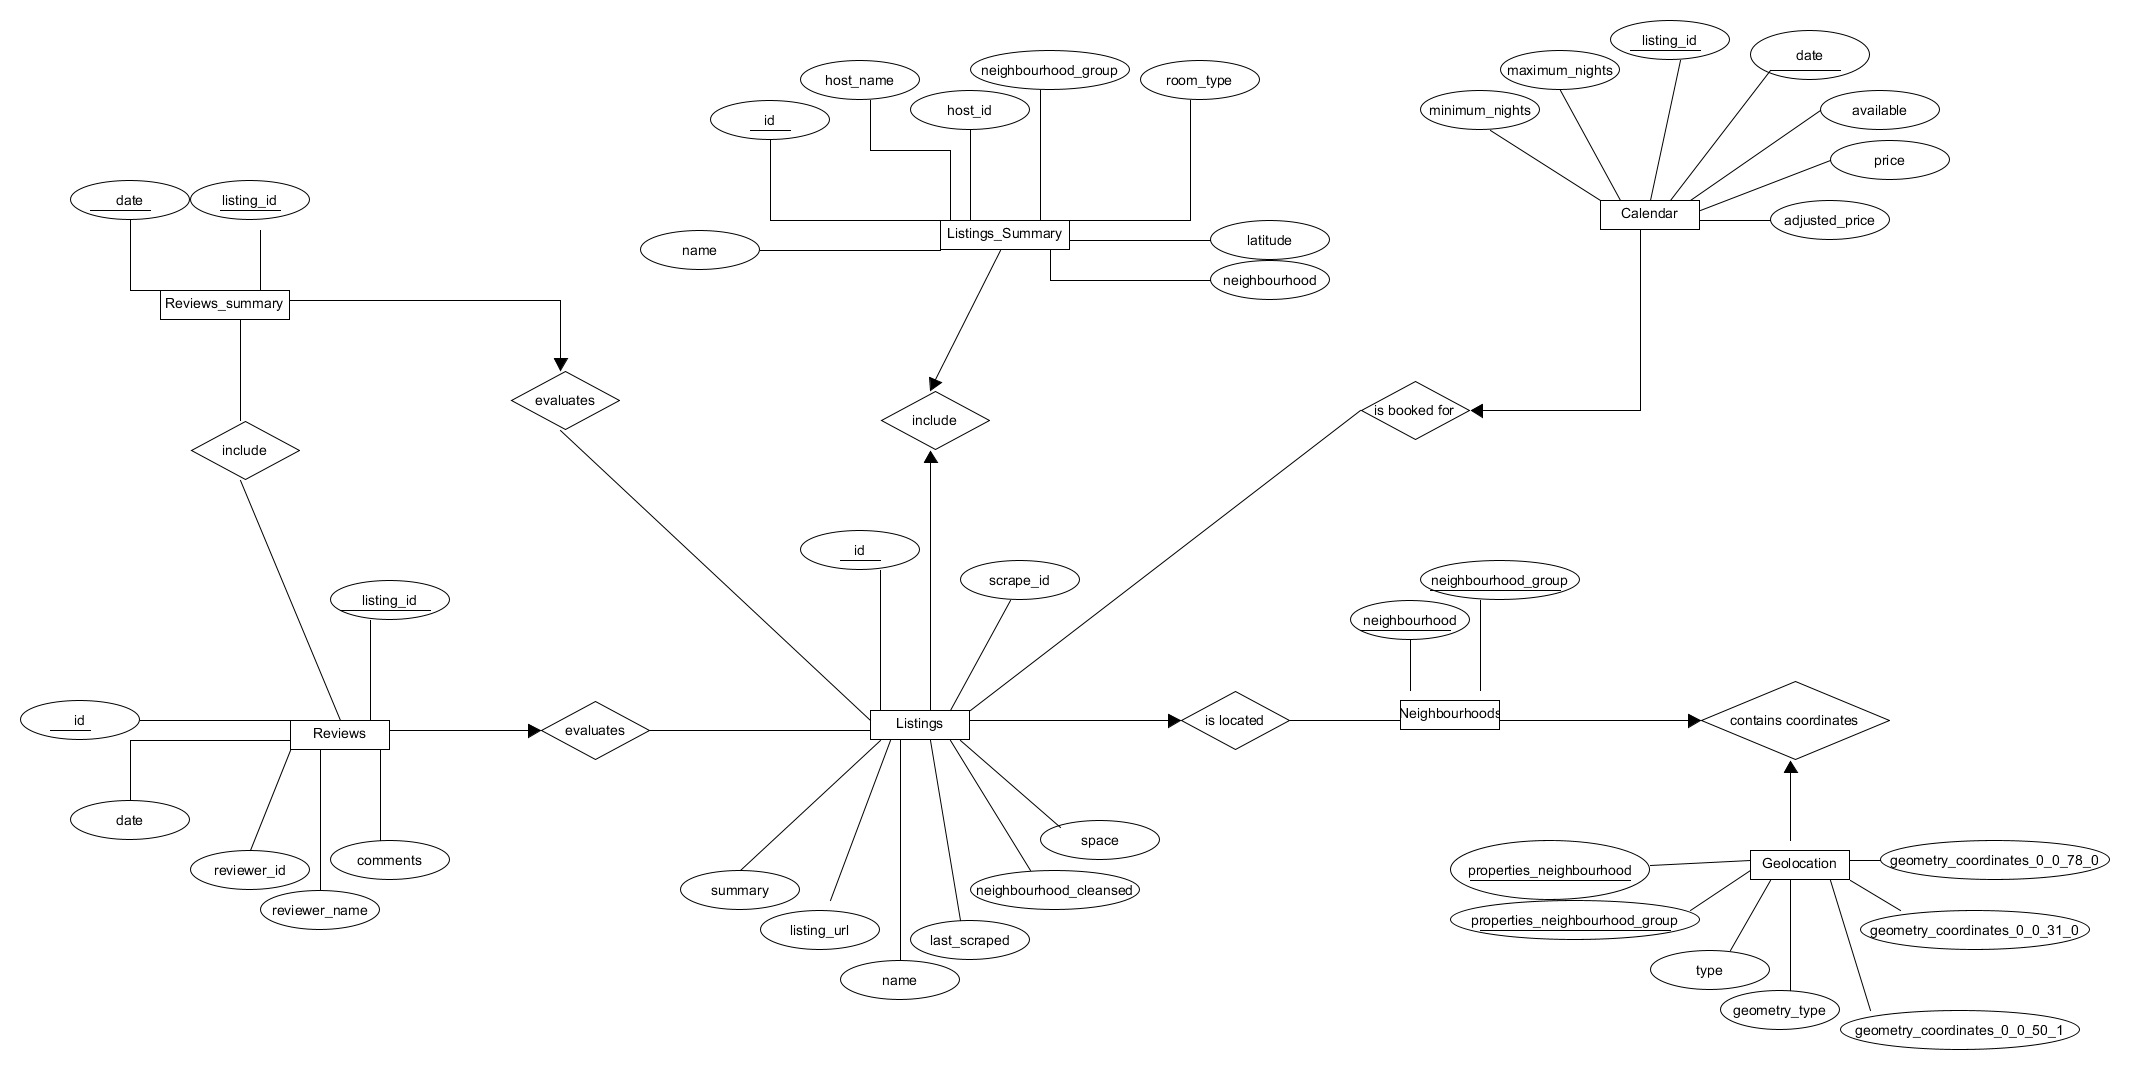 listing_id
date
maximum_nights
minimum_nights
available
price
adjusted_price
Calendar
neighbourhood_group
host_name
room_type
host_id
id
Listings_Summary
name
latitude
neighbourhood
date
listing_id
Reviews_summary
evaluates
include
include
is booked for
id
scrape_id
listing_id
neighbourhood_group
neighbourhood
id
Reviews
evaluates
Listings
is located
Neighbourhoods
contains coordinates
date
reviewer_id
comments
reviewer_name
summary
listing_url
name
last_scraped
neighbourhood_cleansed
space
Geolocation
properties_neighbourhood
properties_neighbourhood_group
type
geometry_type
geometry_coordinates_0_0_78_0
geometry_coordinates_0_0_31_0
geometry_coordinates_0_0_50_1